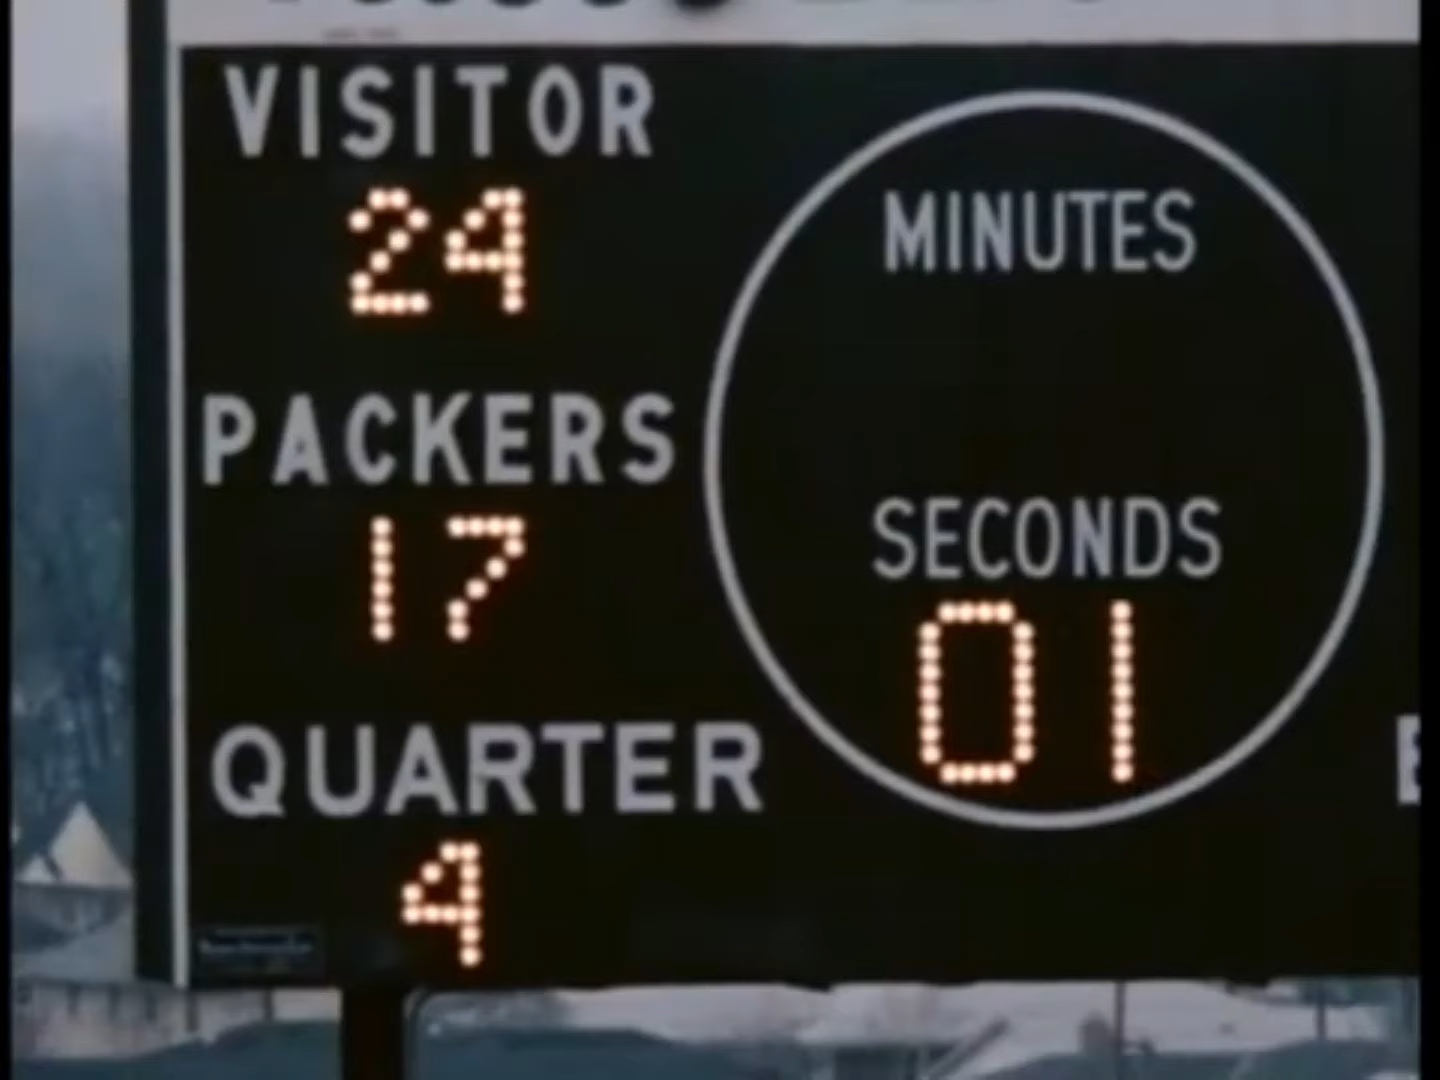 VISITOR
24
MINUTES
PACKERS
17
SECONDS
01
QUARTER
4